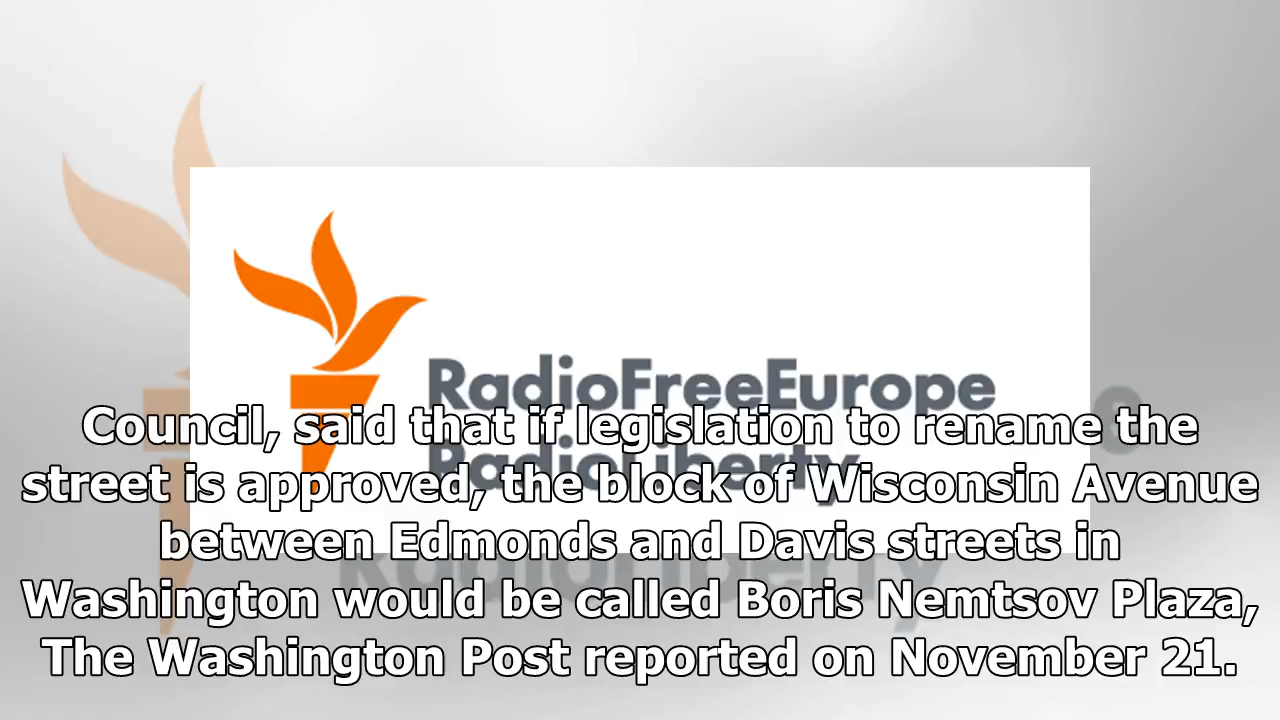 RadioFreeEurope
RadioLiberty
Council, said that if legislation to rename the
street is approved, the block of Wisconsin Avenue
between Edmonds and Davis streets in
Washington would be called Boris Nemtsov Plaza,
The Washington Post reported on November 21.